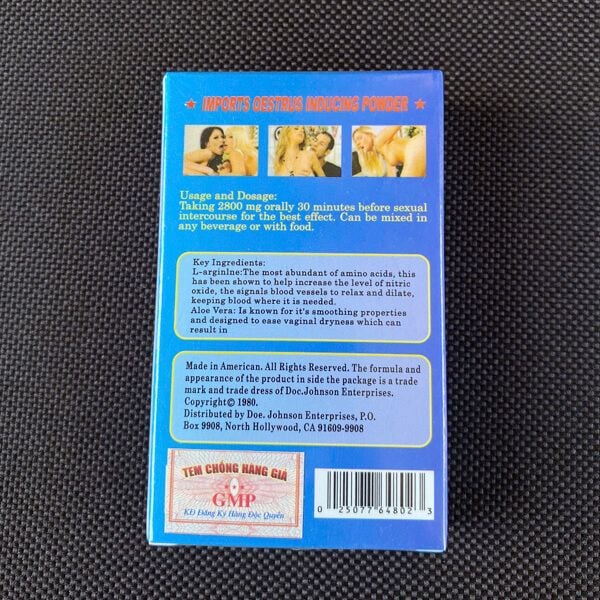 ★ IMPORTS OESTRUS INDUCING POWDER ★
Usage and Dosage:
Taking 2800 mg orally 30 minutes before sexual
intercourse for the best effect. Can be mixed in
any beverage or with food.
Key Ingredients:
L-arginlne:The most abundant of amino acids, this
has been shown to help increase the level of nitric
oxide, the signals blood vessels to relax and dilate,
keeping blood where it is needed.
Aloe Vera: Is known for it's smoothing properties
and designed to ease vaginal dryness which can
result in
Made in American. All Rights Reserved. The formula and
appearance of the product in side the package is a trade
mark and trade dress of Doc.Johnson Enterprises.
Copyright© 1980.
Distributed by Doe. Johnson Enterprises, P.O.
Box 9908, North Hollywood, CA 91609-9908
TEM CHỐNG HÀNG GIẢ
GMP
KĐ Đăng Ký Hàng Độc Quyền
0 25077 64802 3